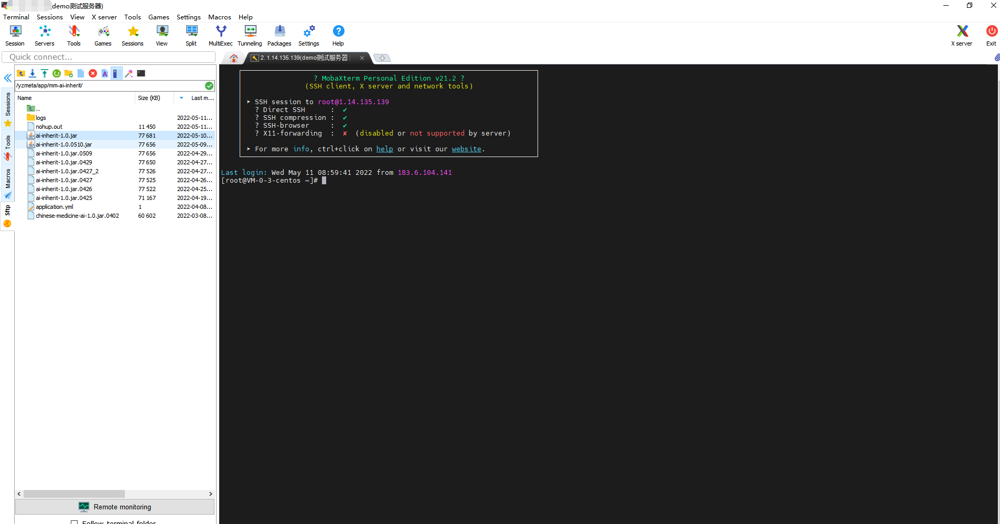 (demo测试服务器)
Terminal Sessions View X server Tools Games Settings Macros Help
Session Servers Tools Games Sessions View Split MultiExec Tunneling Packages Settings Help X server Exit
Quick connect...
2. 1.14.135.139(demo测试服务器
/yzmeta/app/mm-ai-inherit/
Name Size (KB) Last m...
..
logs 2022-05-11...
nohup.out 11 450 2022-05-11...
ai-inherit-1.0.jar 77 681 2022-05-10...
ai-inherit-1.0.0510.jar 77 656 2022-05-09...
ai-inherit-1.0.jar.0509 77 656 2022-04-29...
ai-inherit-1.0.jar.0429 77 650 2022-04-27...
ai-inherit-1.0.jar.0427_2 77 526 2022-04-27...
ai-inherit-1.0.jar.0427 77 525 2022-04-26...
ai-inherit-1.0.jar.0426 77 522 2022-04-25...
ai-inherit-1.0.jar.0425 71 167 2022-04-19...
application.yml 1 2022-04-08...
chinese-medicine-ai-1.0.jar.0402 60 602 2022-03-08...
Sessions
Tools
Macros
Sftp
Remote monitoring
Follow terminal folder
? MobaXterm Personal Edition v21.2 ?
(SSH client, X server and network tools)
➤ SSH session to root@1.14.135.139
? Direct SSH : ✔
? SSH compression : ✔
? SSH-browser : ✔
? X11-forwarding : ✘ (disabled or not supported by server)
➤ For more info, ctrl+click on help or visit our website.
Last login: Wed May 11 08:59:41 2022 from 183.6.104.141
[root@VM-0-3-centos ~]#